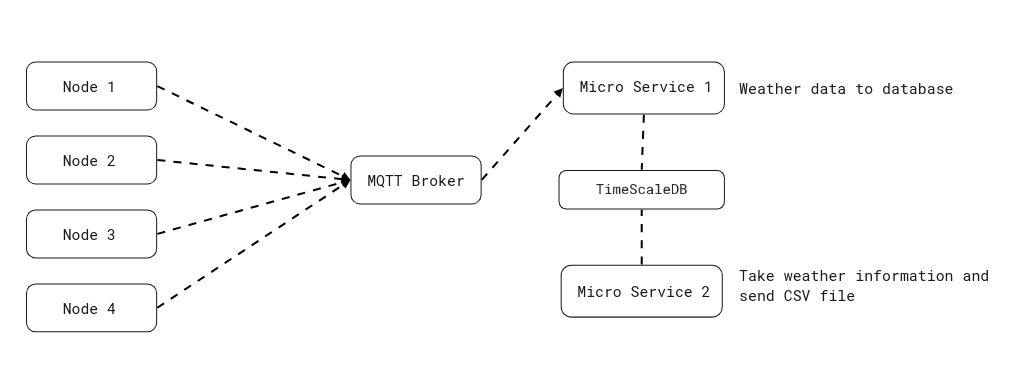 Node 1
Node 2
Node 3
Node 4
MQTT Broker
Micro Service 1
Weather data to database
TimeScaleDB
Micro Service 2
Take weather information and
send CSV file